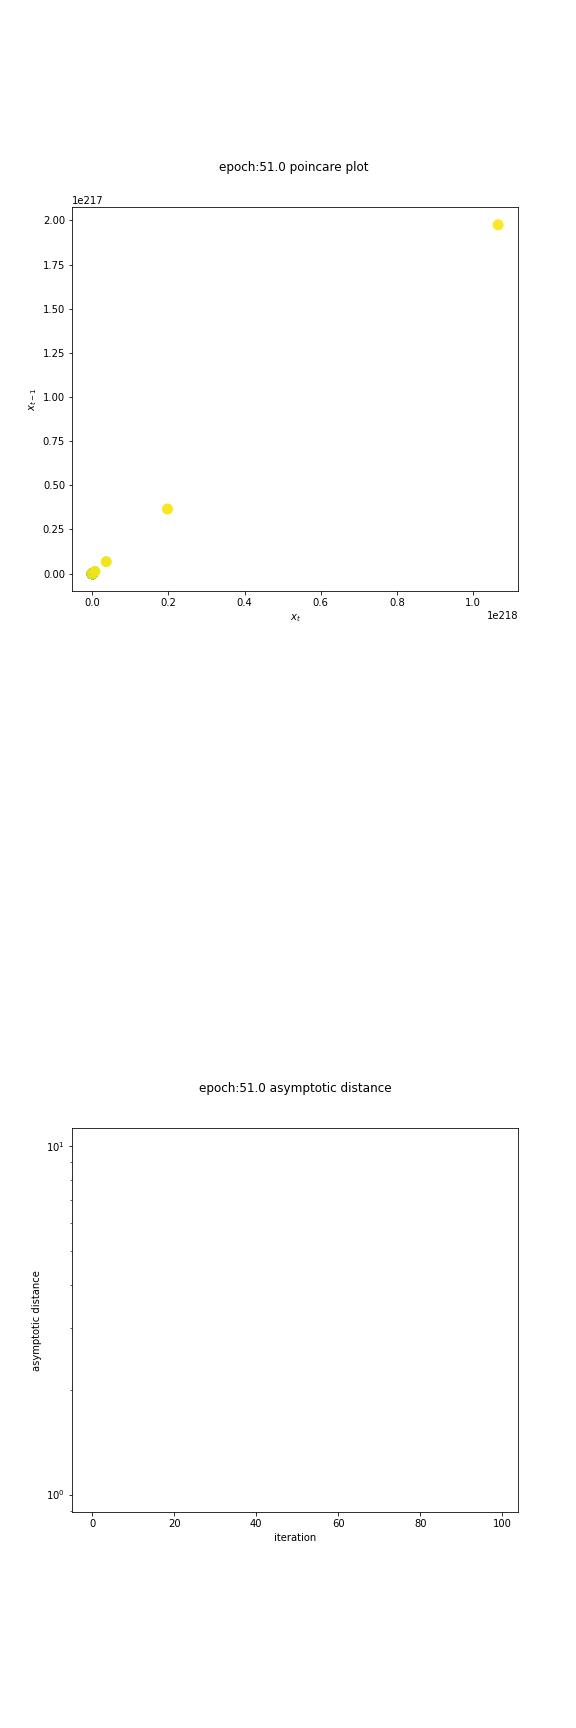 epoch:51.0 poincare plot
1e217
2.00
1.75
1.50
1.25
1.00
0.75
0.50
0.25
0.00
x_{t-1}
0.0 0.2 0.4 0.6 0.8 1.0
x_t
1e218
epoch:51.0 asymptotic distance
10^1
10^0
asymptotic distance
0 20 40 60 80 100
iteration